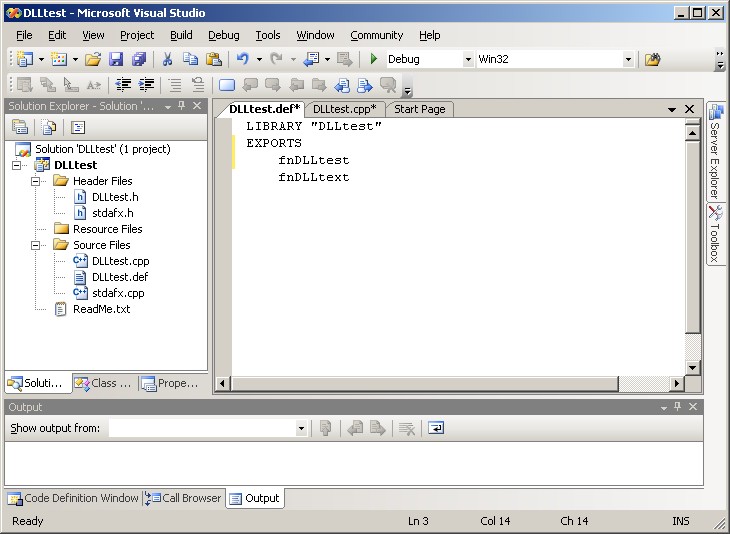 DLLtest - Microsoft Visual Studio
File Edit View Project Build Debug Tools Window Community Help
Debug Win32
Solution Explorer - Solution '...
DLLtest.def* DLLtest.cpp* Start Page
Solution 'DLLtest' (1 project)
DLLtest
Header Files
DLLtest.h
stdafx.h
Resource Files
Source Files
DLLtest.cpp
DLLtest.def
stdafx.cpp
ReadMe.txt
LIBRARY "DLLtest"
EXPORTS
fnDLLtest
fnDLLtext
Server Explorer
Toolbox
Soluti... Class ... Prope...
Output
Show output from:
Code Definition Window Call Browser Output
Ready Ln 3 Col 14 Ch 14 INS